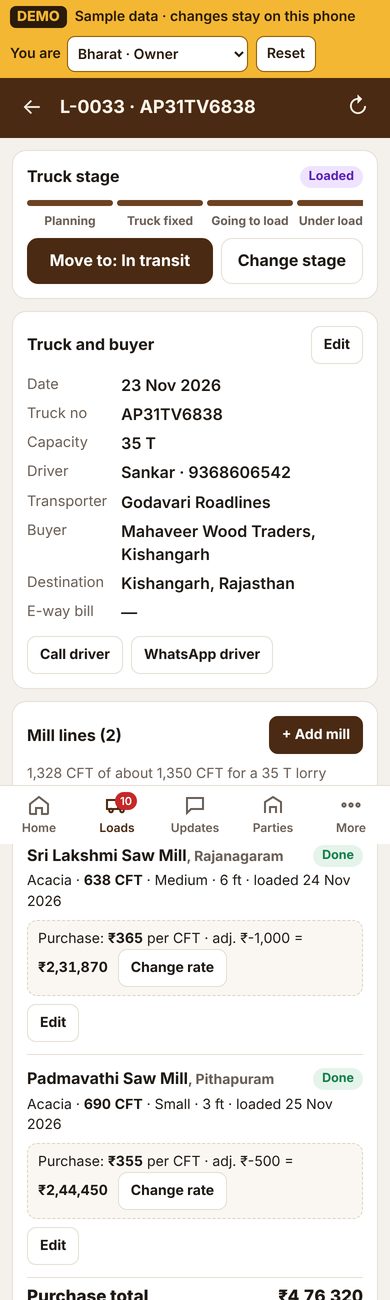 DEMO Sample data · changes stay on this phone
You are Bharat · Owner Reset
L-0033 · AP31TV6838
Truck stage Loaded
Planning Truck fixed Going to load Under load
Move to: In transit Change stage
Truck and buyer Edit
Date 23 Nov 2026
Truck no AP31TV6838
Capacity 35 T
Driver Sankar · 9368606542
Transporter Godavari Roadlines
Buyer Mahaveer Wood Traders,
Kishangarh
Destination Kishangarh, Rajasthan
E-way bill —
Call driver WhatsApp driver
Mill lines (2) + Add mill
1,328 CFT of about 1,350 CFT for a 35 T lorry
10
Home Loads Updates Parties More
Sri Lakshmi Saw Mill, Rajanagaram Done
Acacia · 638 CFT · Medium · 6 ft · loaded 24 Nov
2026
Purchase: ₹365 per CFT · adj. ₹-1,000 =
₹2,31,870 Change rate
Edit
Padmavathi Saw Mill, Pithapuram Done
Acacia · 690 CFT · Small · 3 ft · loaded 25 Nov
2026
Purchase: ₹355 per CFT · adj. ₹-500 =
₹2,44,450 Change rate
Edit
Purchase total ₹4,76,320